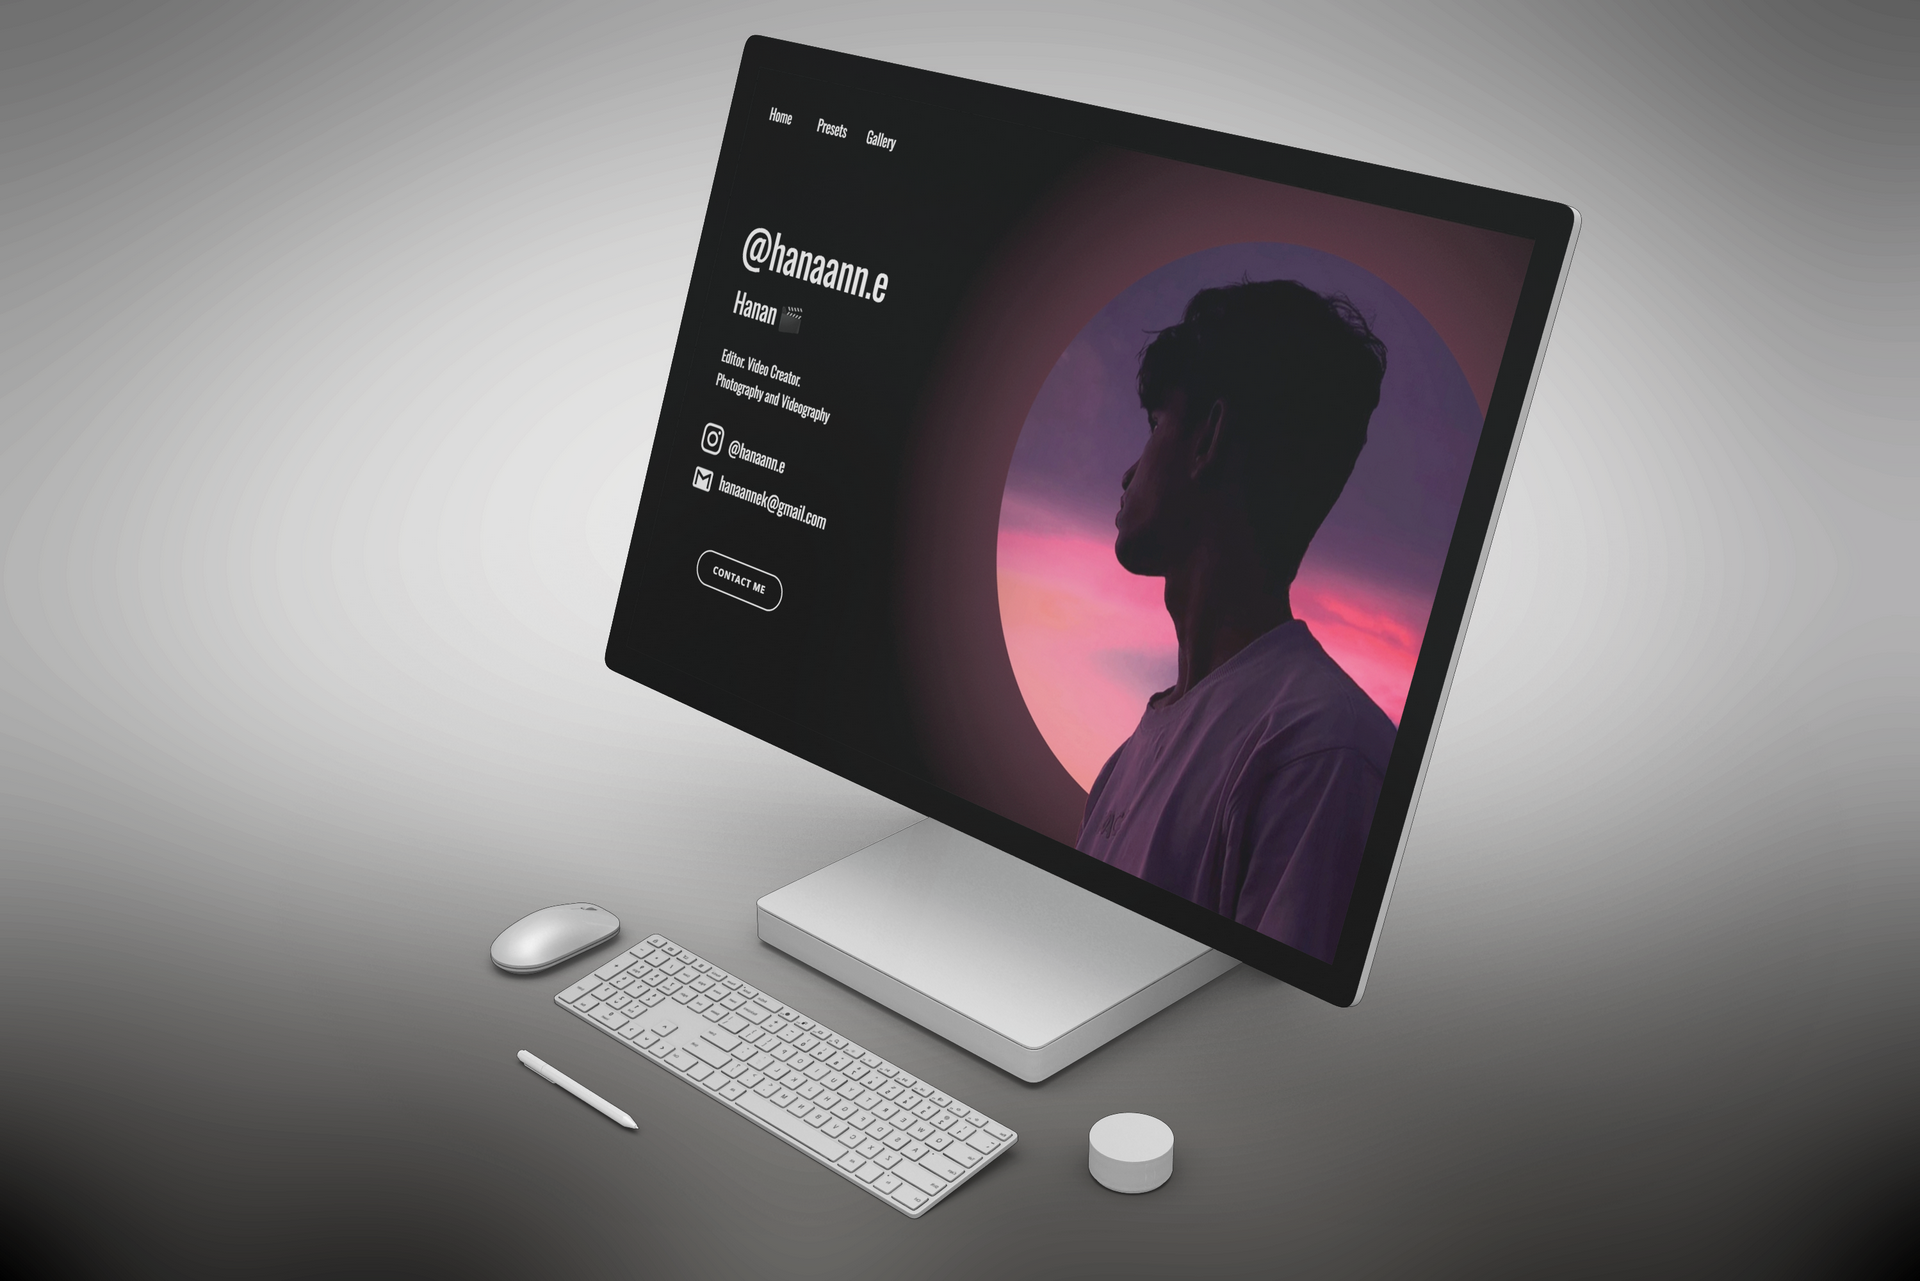 Home Presets Gallery
@hanaann.e
Hanan 🎬
Editor. Video Creator.
Photography and Videography
@hanaann.e
hanaannek@gmail.com
CONTACT ME